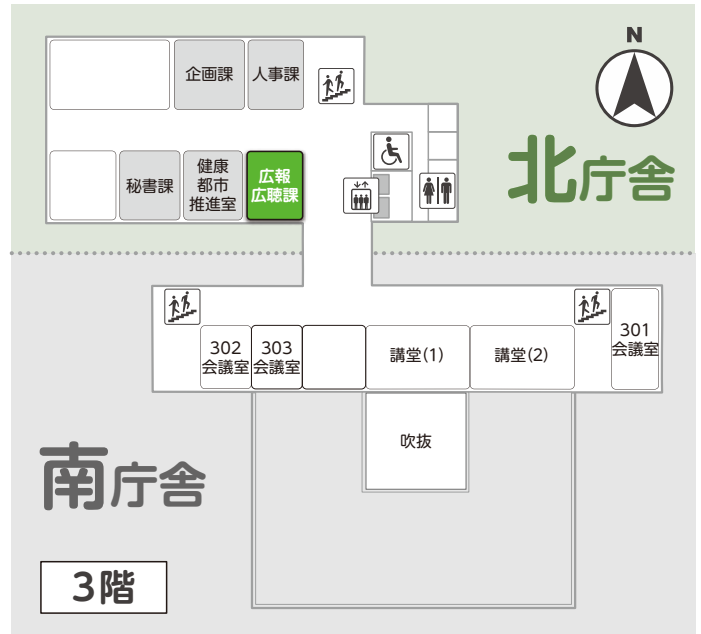 N
北庁舎
企画課
人事課
秘書課
健康
都市
推進室
広報
広聴課
301
会議室
302
会議室
303
会議室
講堂(1)
講堂(2)
吹抜
南庁舎
3階